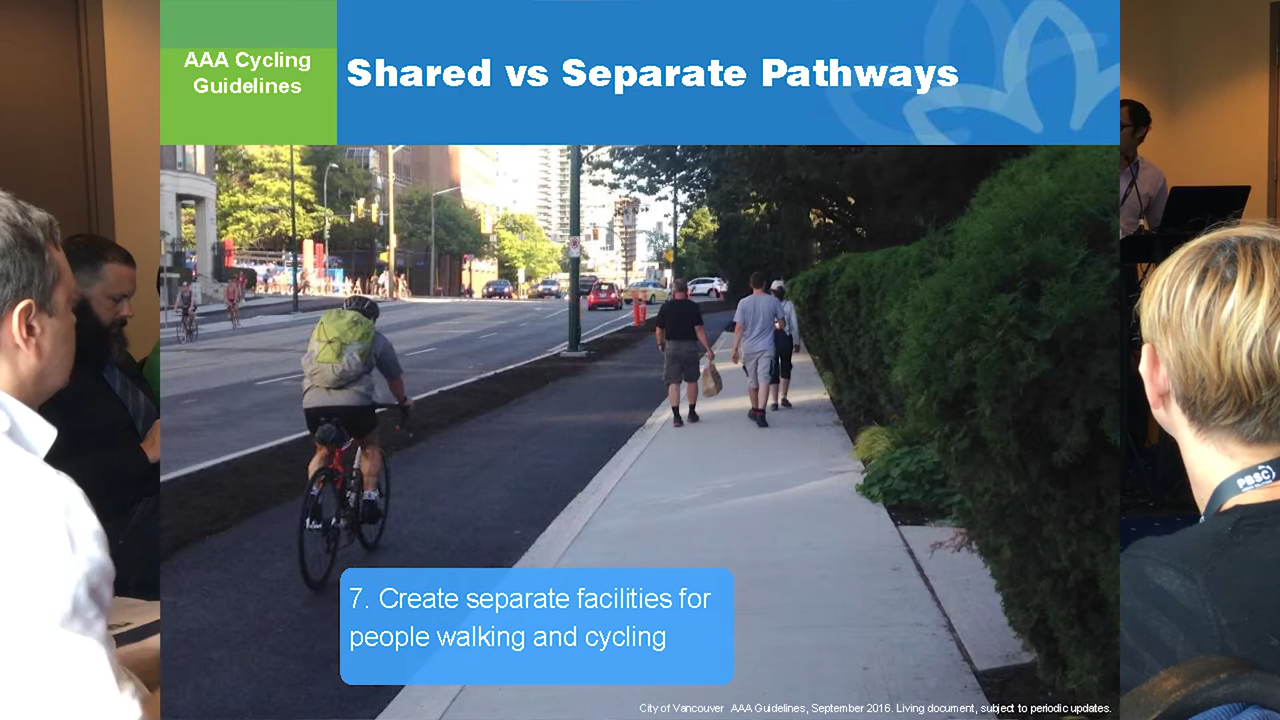 AAA Cycling
Guidelines
Shared vs Separate Pathways
7. Create separate facilities for
people walking and cycling
City of Vancouver AAA Guidelines, September 2016. Living document, subject to periodic updates.
PBSC